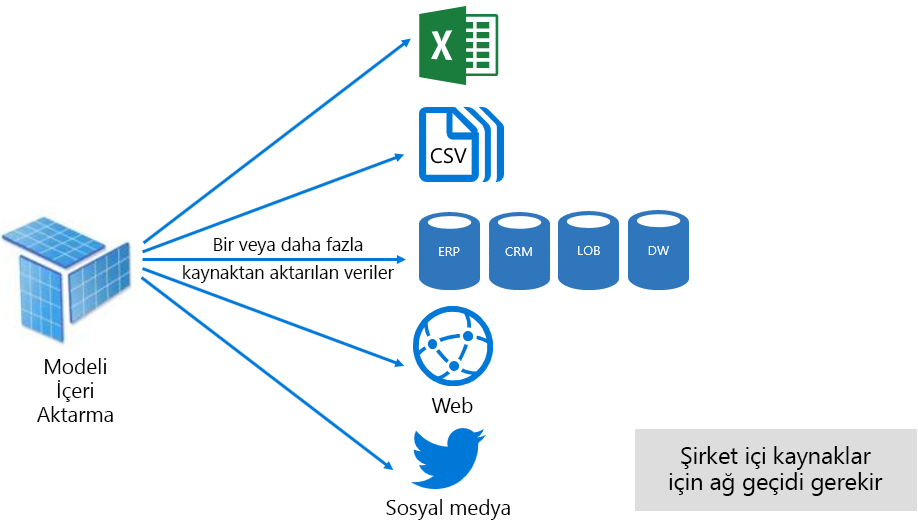 X
CSV
Bir veya daha fazla
kaynaktan aktarılan veriler
ERP
CRM
LOB
DW
Modeli
İçeri
Aktarma
Web
Sosyal medya
Şirket içi kaynaklar
için ağ geçidi gerekir